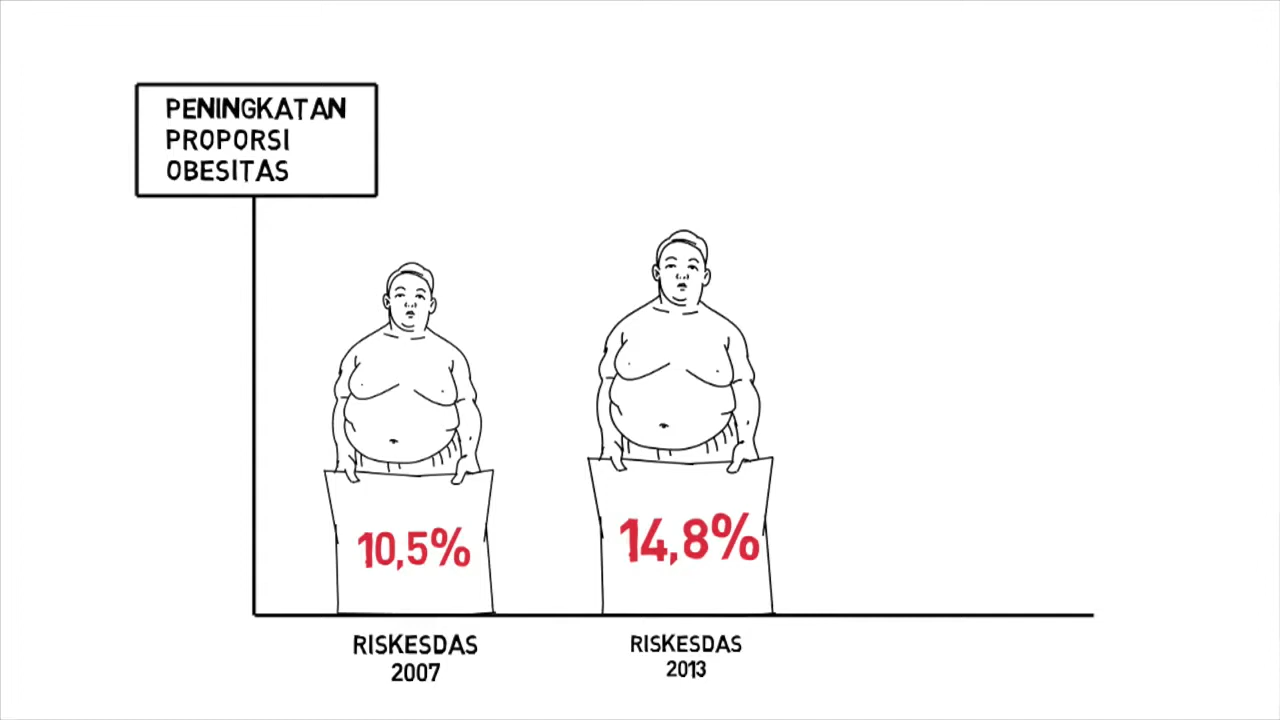 PENINGKATAN
PROPORSI
OBESITAS
10,5%
14,8%
RISKESDAS
2007
RISKESDAS
2013